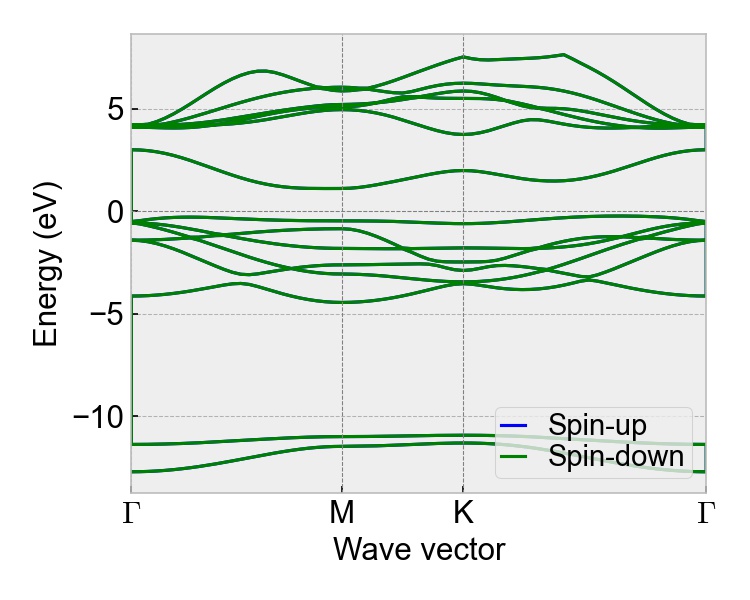 Energy (eV)
5
0
−5
−10
Spin-up
Spin-down
Γ M K Γ
Wave vector